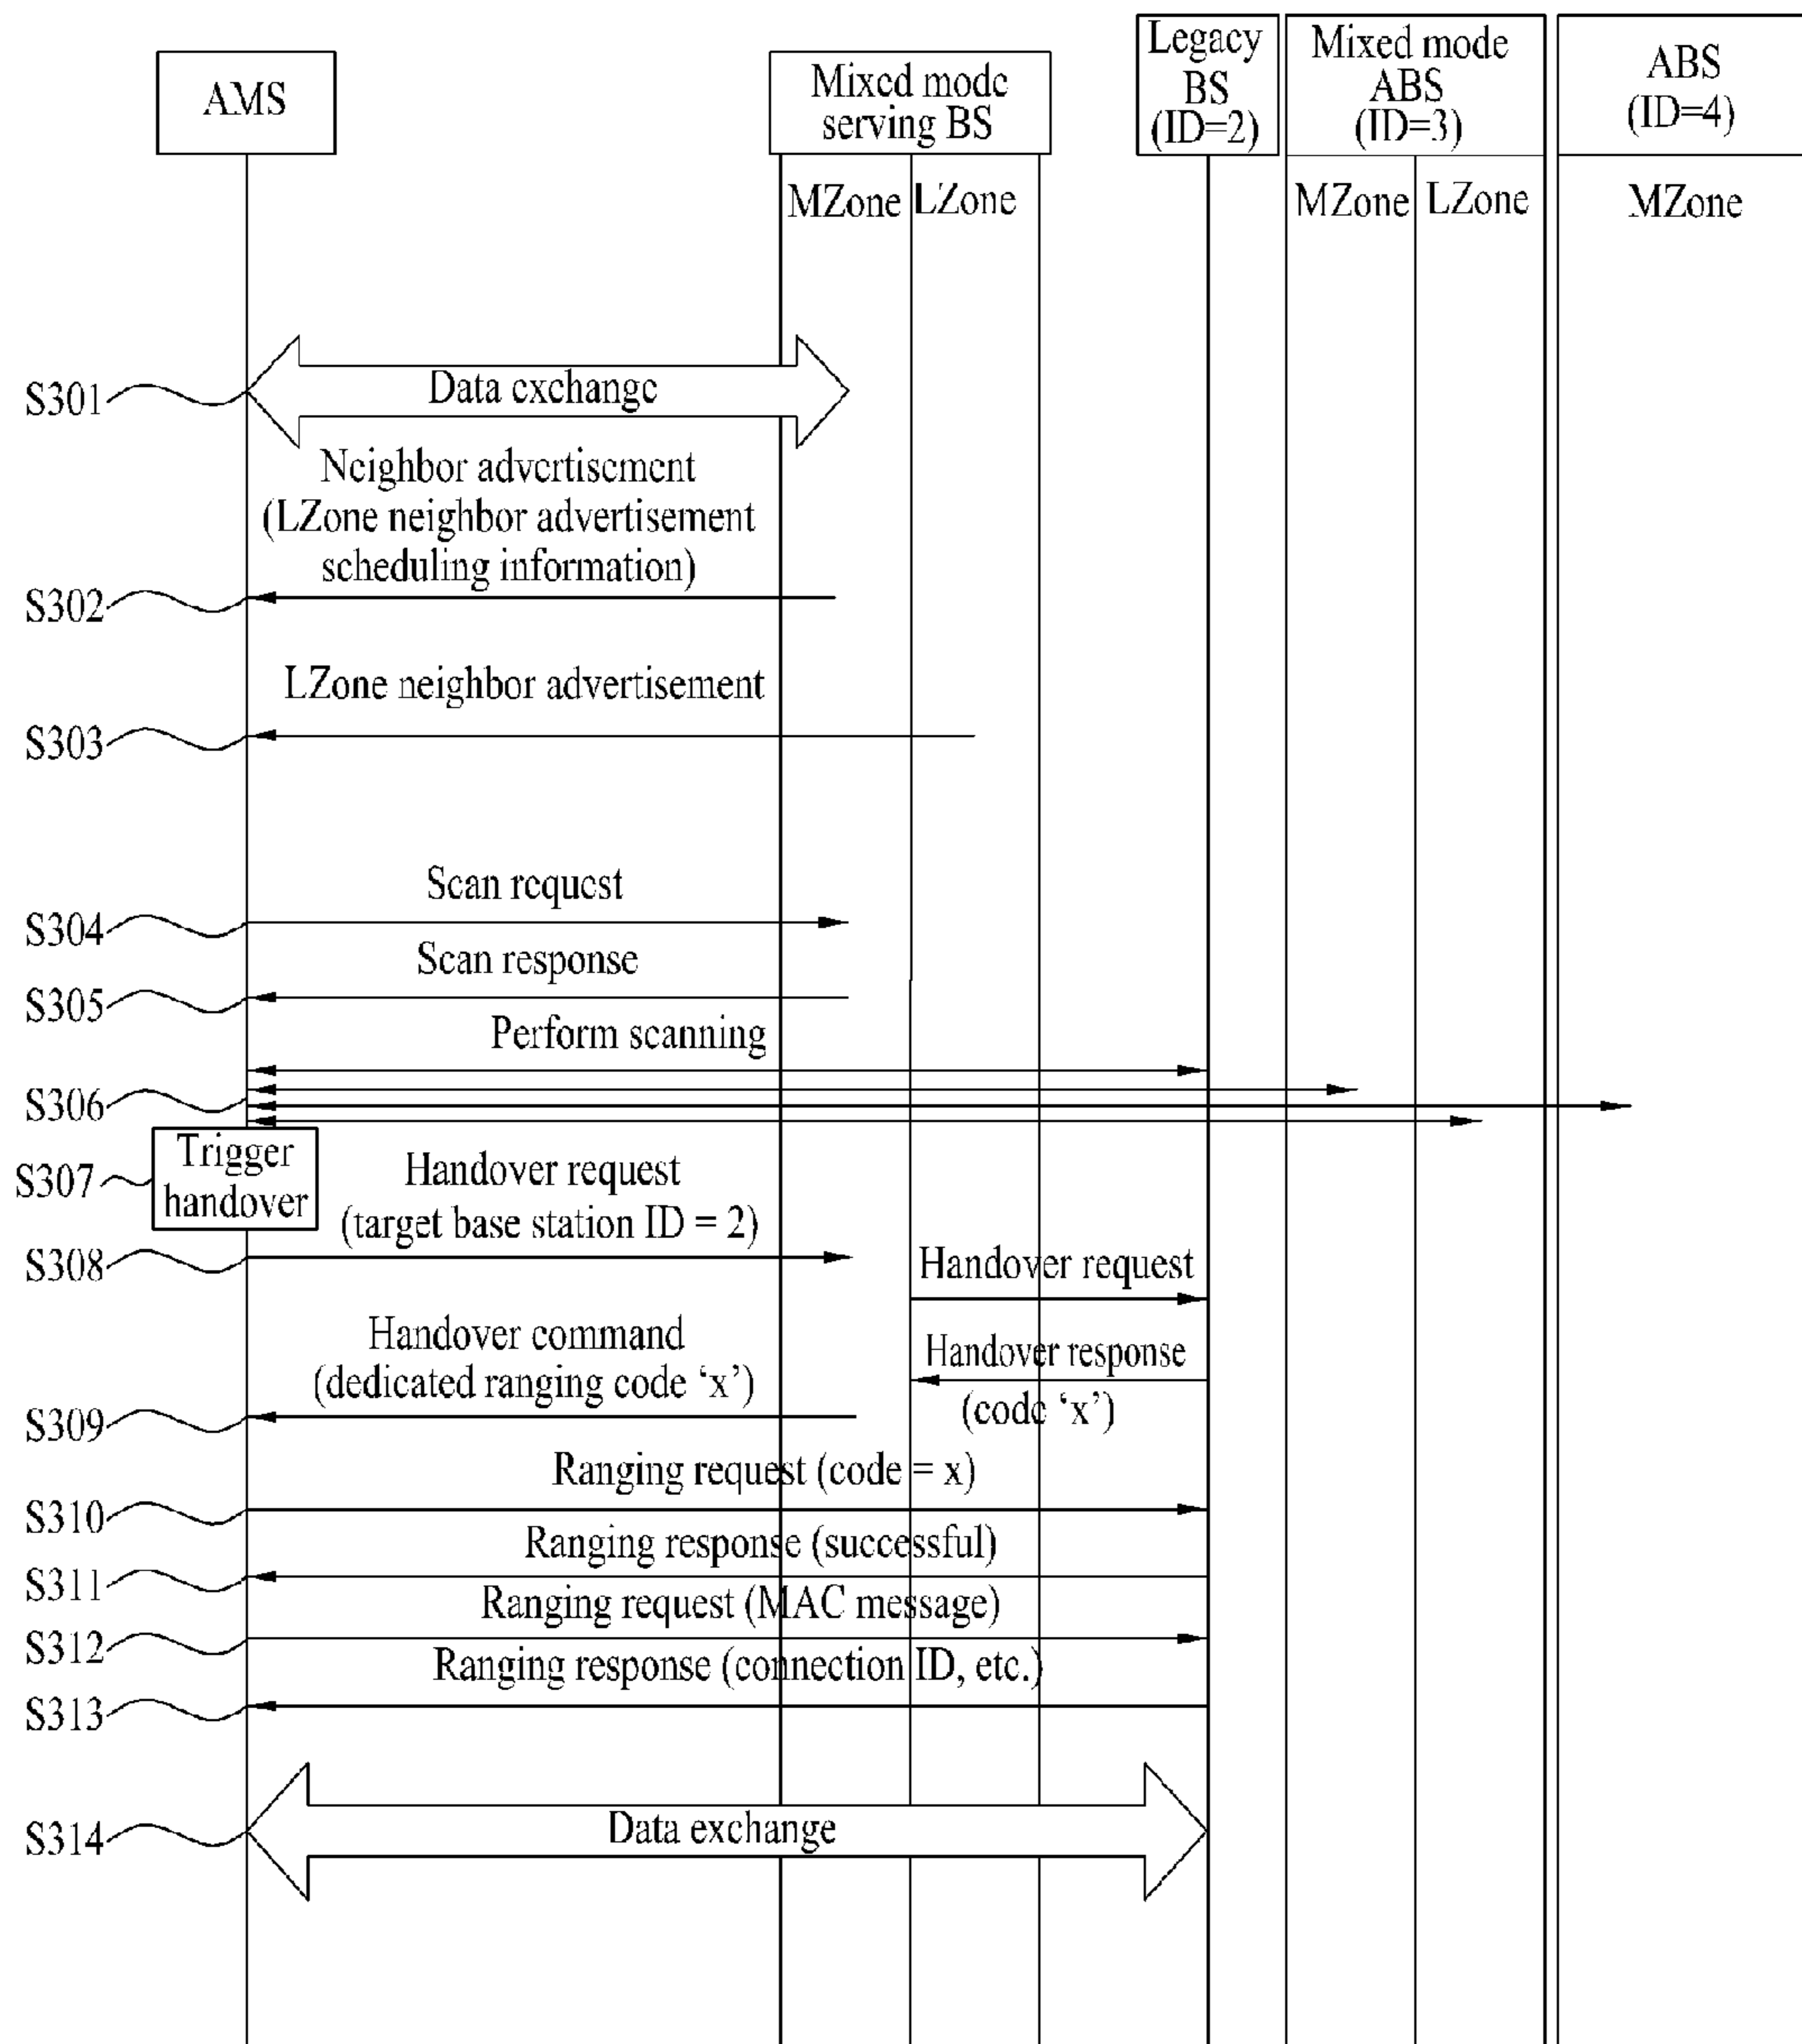 AMS
Mixed mode
serving BS
Legacy
BS
(ID=2)
Mixed mode
ABS
(ID=3)
ABS
(ID=4)
MZone
LZone
MZone
LZone
MZone
S301
Data exchange
Neighbor advertisement
(LZone neighbor advertisement
scheduling information)
S302
LZone neighbor advertisement
S303
Scan request
S304
Scan response
S305
Perform scanning
S306
Trigger
handover
S307
Handover request
(target base station ID = 2)
S308
Handover request
Handover command
(dedicated ranging code ‘x’)
Handover response
(code ‘x’)
S309
Ranging request (code = x)
S310
Ranging response (successful)
S311
Ranging request (MAC message)
S312
Ranging response (connection ID, etc.)
S313
S314
Data exchange